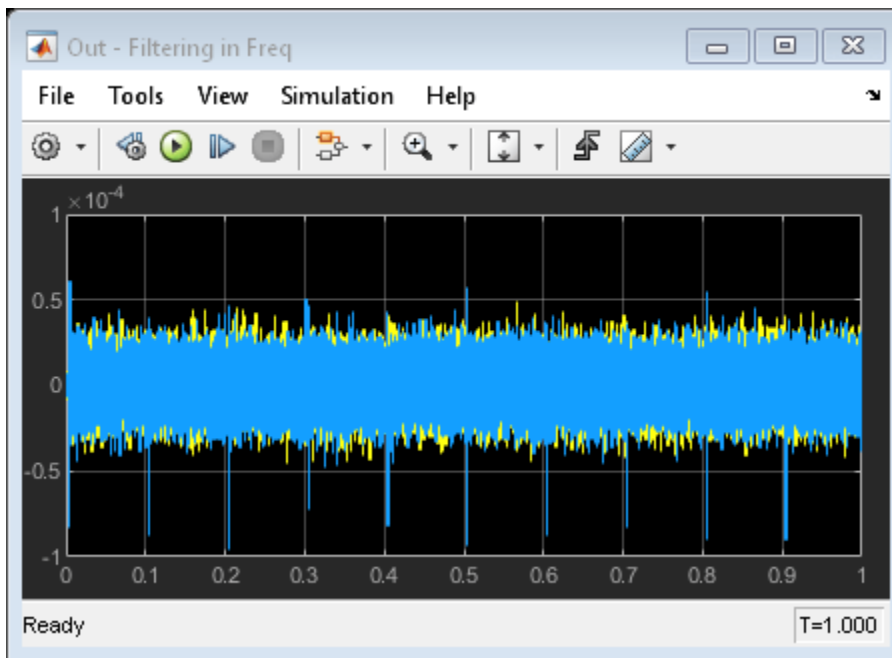 Out - Filtering in Freq
File Tools View Simulation Help
×10⁻⁴
1
0.5
0
-0.5
-1
0 0.1 0.2 0.3 0.4 0.5 0.6 0.7 0.8 0.9 1
Ready T=1.000